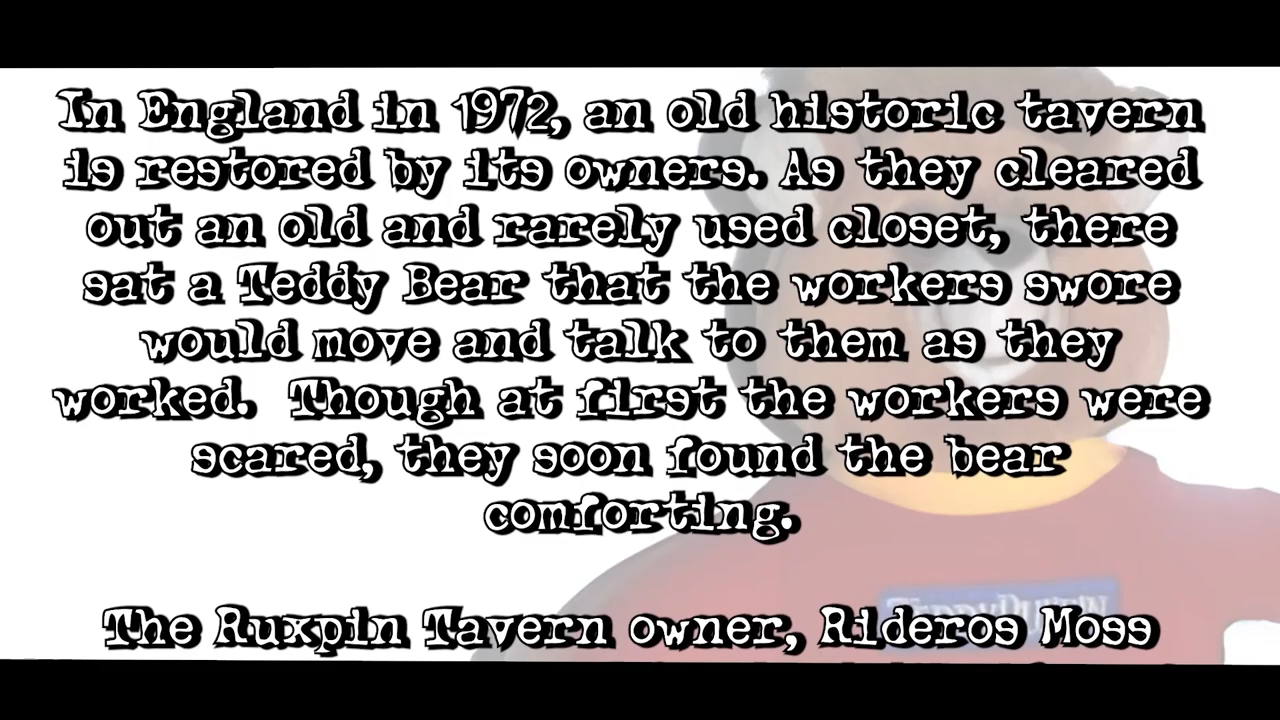 In England in 1972, an old historic tavern
is restored by its owners. As they cleared
out an old and rarely used closet, there
sat a Teddy Bear that the workers swore
would move and talk to them as they
worked. Though at first the workers were
scared, they soon found the bear
comforting.
The Ruxpin Tavern owner, Rideros Moss
TEDDY RUXPIN